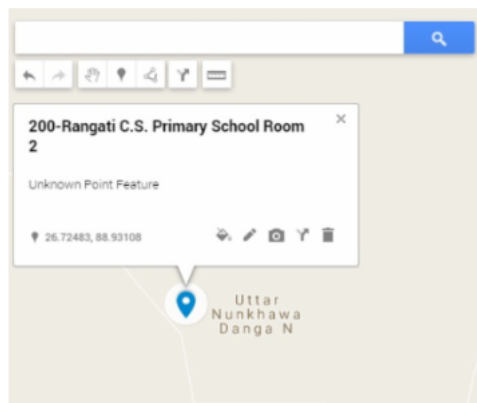 200-Rangati C.S. Primary School Room
2
Unknown Point Feature
26.72483, 88.93108
Uttar
Nunkhawa
Danga N